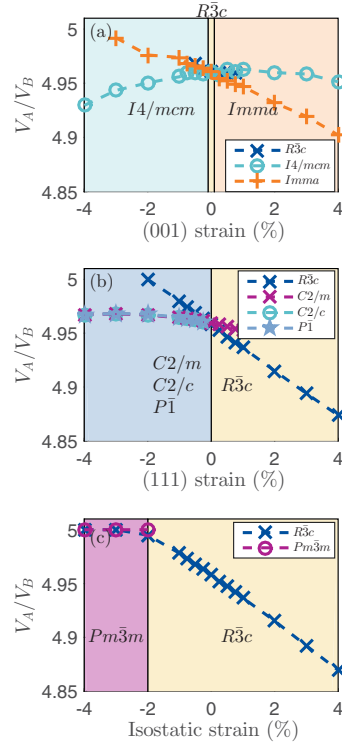 R3̄c
(a)
5
4.95
4.9
4.85
V_A/V_B
I4/mcm
Imma
R3̄c
I4/mcm
Imma
-4 -2 0 2 4
(001) strain (%)
(b)
5
4.95
4.9
4.85
V_A/V_B
R3̄c
C2/m
C2/c
P1̄
C2/m
C2/c
P1̄
R3̄c
-4 -2 0 2 4
(111) strain (%)
(c)
5
4.95
4.9
4.85
V_A/V_B
R3̄c
Pm3̄m
Pm3̄m
R3̄c
-4 -2 0 2 4
Isostatic strain (%)